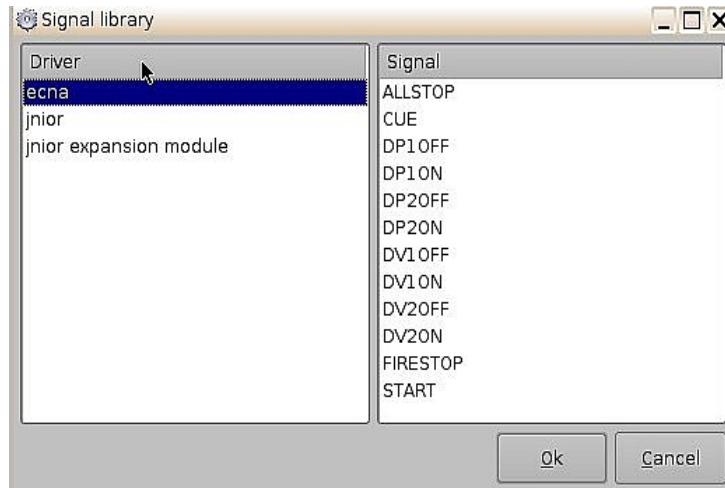 Signal library
Driver
ecna
jnior
jnior expansion module
Signal
ALLSTOP
CUE
DP1OFF
DP1ON
DP2OFF
DP2ON
DV1OFF
DV1ON
DV2OFF
DV2ON
FIRESTOP
START
Ok
Cancel